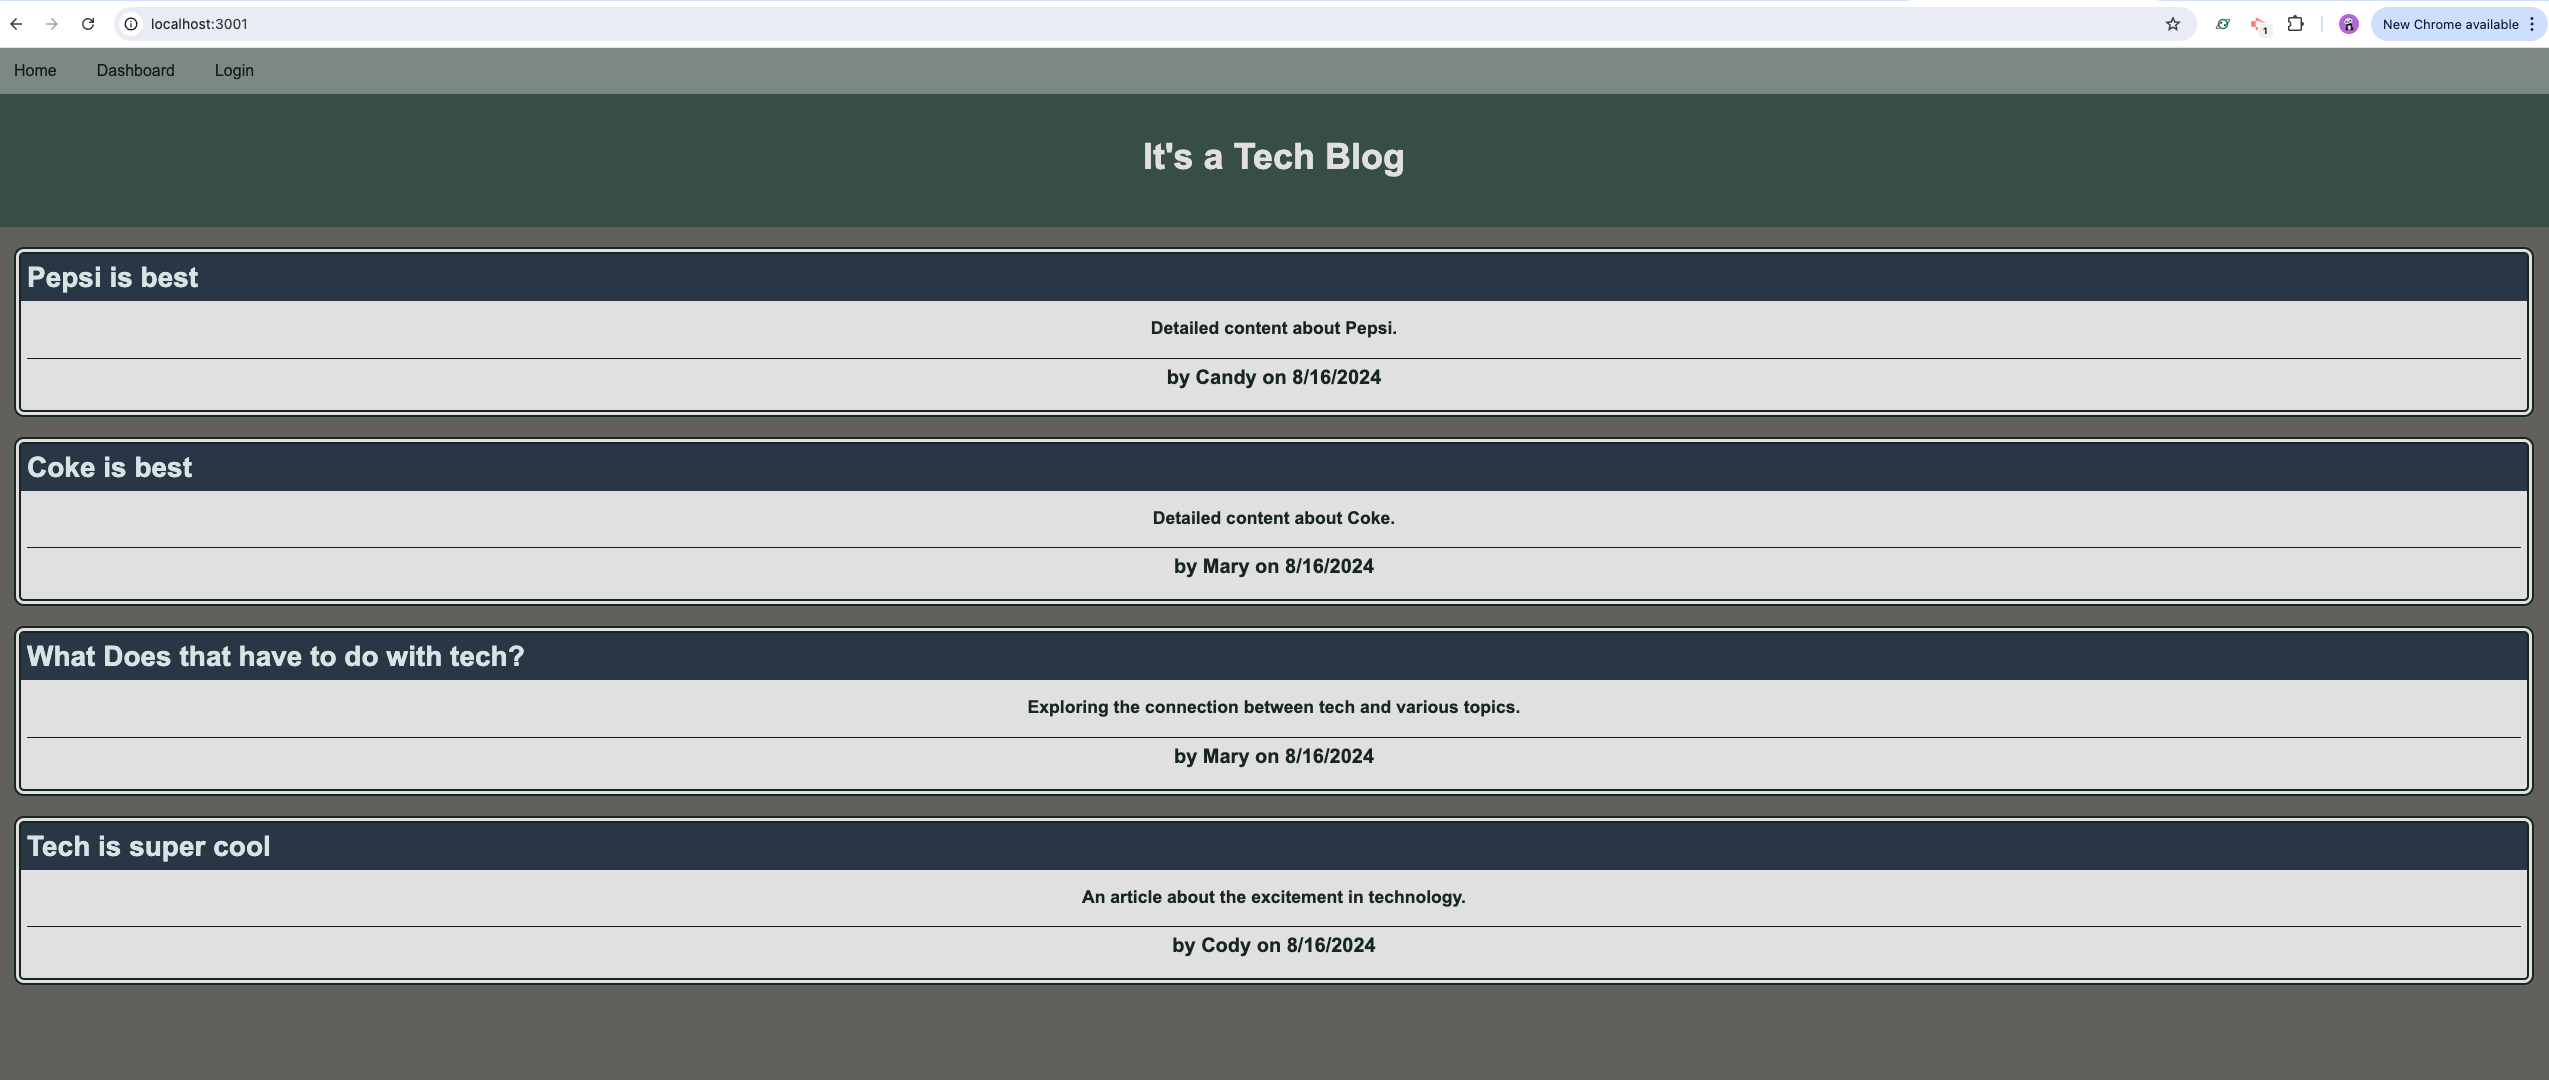 localhost:3001
1
New Chrome available
Home Dashboard Login
It's a Tech Blog
Pepsi is best
Detailed content about Pepsi.
by Candy on 8/16/2024
Coke is best
Detailed content about Coke.
by Mary on 8/16/2024
What Does that have to do with tech?
Exploring the connection between tech and various topics.
by Mary on 8/16/2024
Tech is super cool
An article about the excitement in technology.
by Cody on 8/16/2024